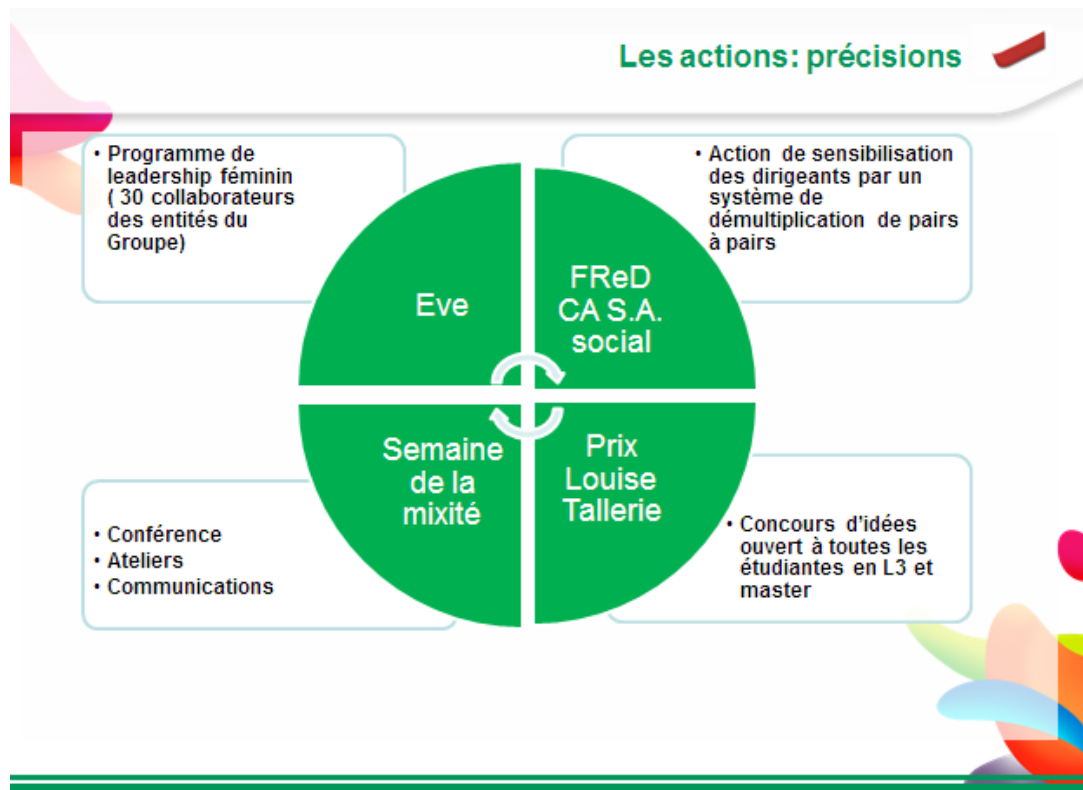 Les actions: précisions
• Programme de
leadership féminin
( 30 collaborateurs
des entités du
Groupe)
• Action de sensibilisation
des dirigeants par un
système de
démultiplication de pairs
à pairs
Eve
FReD
CA S.A.
social
Semaine
de la
mixité
Prix
Louise
Tallerie
• Conférence
• Ateliers
• Communications
• Concours d'idées
ouvert à toutes les
étudiantes en L3 et
master